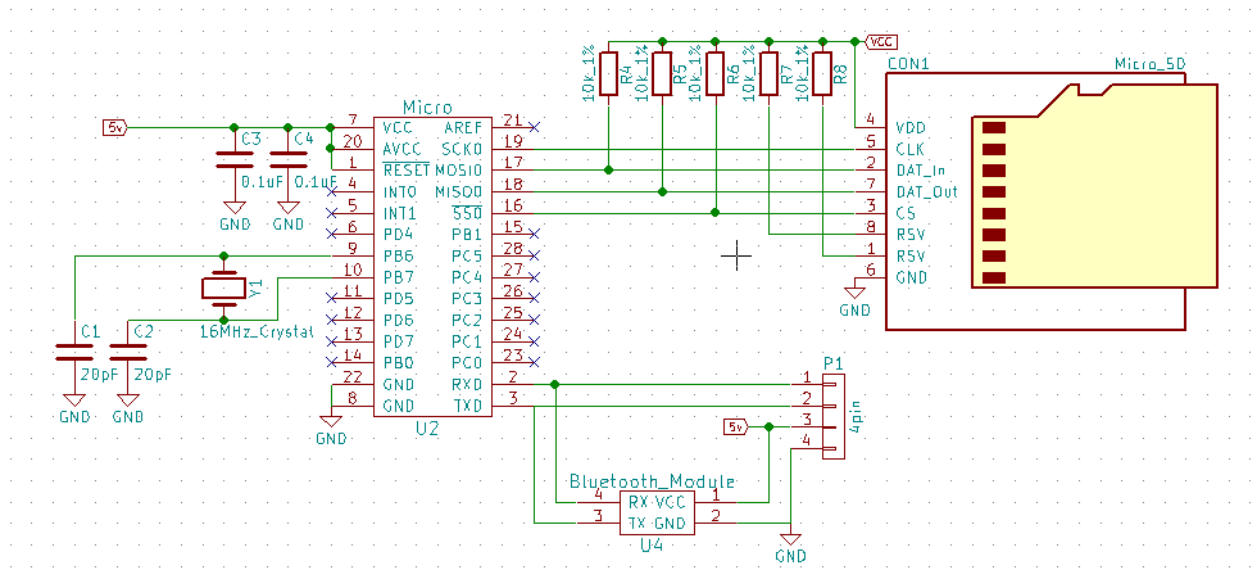 VCC
10k_1%
R4
10k_1%
R5
10k_1%
R6
10k_1%
R7
10k_1%
R8
CON1
Micro_SD
4 VDD
5 CLK
2 DAT_In
7 DAT_Out
3 CS
8 RSV
1 RSV
6 GND
GND
Micro
7 VCC AREF 21
20 AVCC SCK0 19
1 RESET MOSI0 17
4 INT0 MISO0 18
5 INT1 SS0 16
6 PD4 PB1 15
9 PB6 PC5 28
10 PB7 PC4 27
11 PD5 PC3 26
12 PD6 PC2 25
13 PD7 PC1 24
14 PB0 PC0 23
22 GND RXD 2
8 GND TXD 3
U2
GND
5v
C3
0.1uF
GND
C4
0.1uF
GND
Y1
16MHz_Crystal
C1
20pF
GND
C2
20pF
GND
P1
1
2
3
4
4pin
5v
Bluetooth_Module
4 RX VCC 1
3 TX GND 2
U4
GND